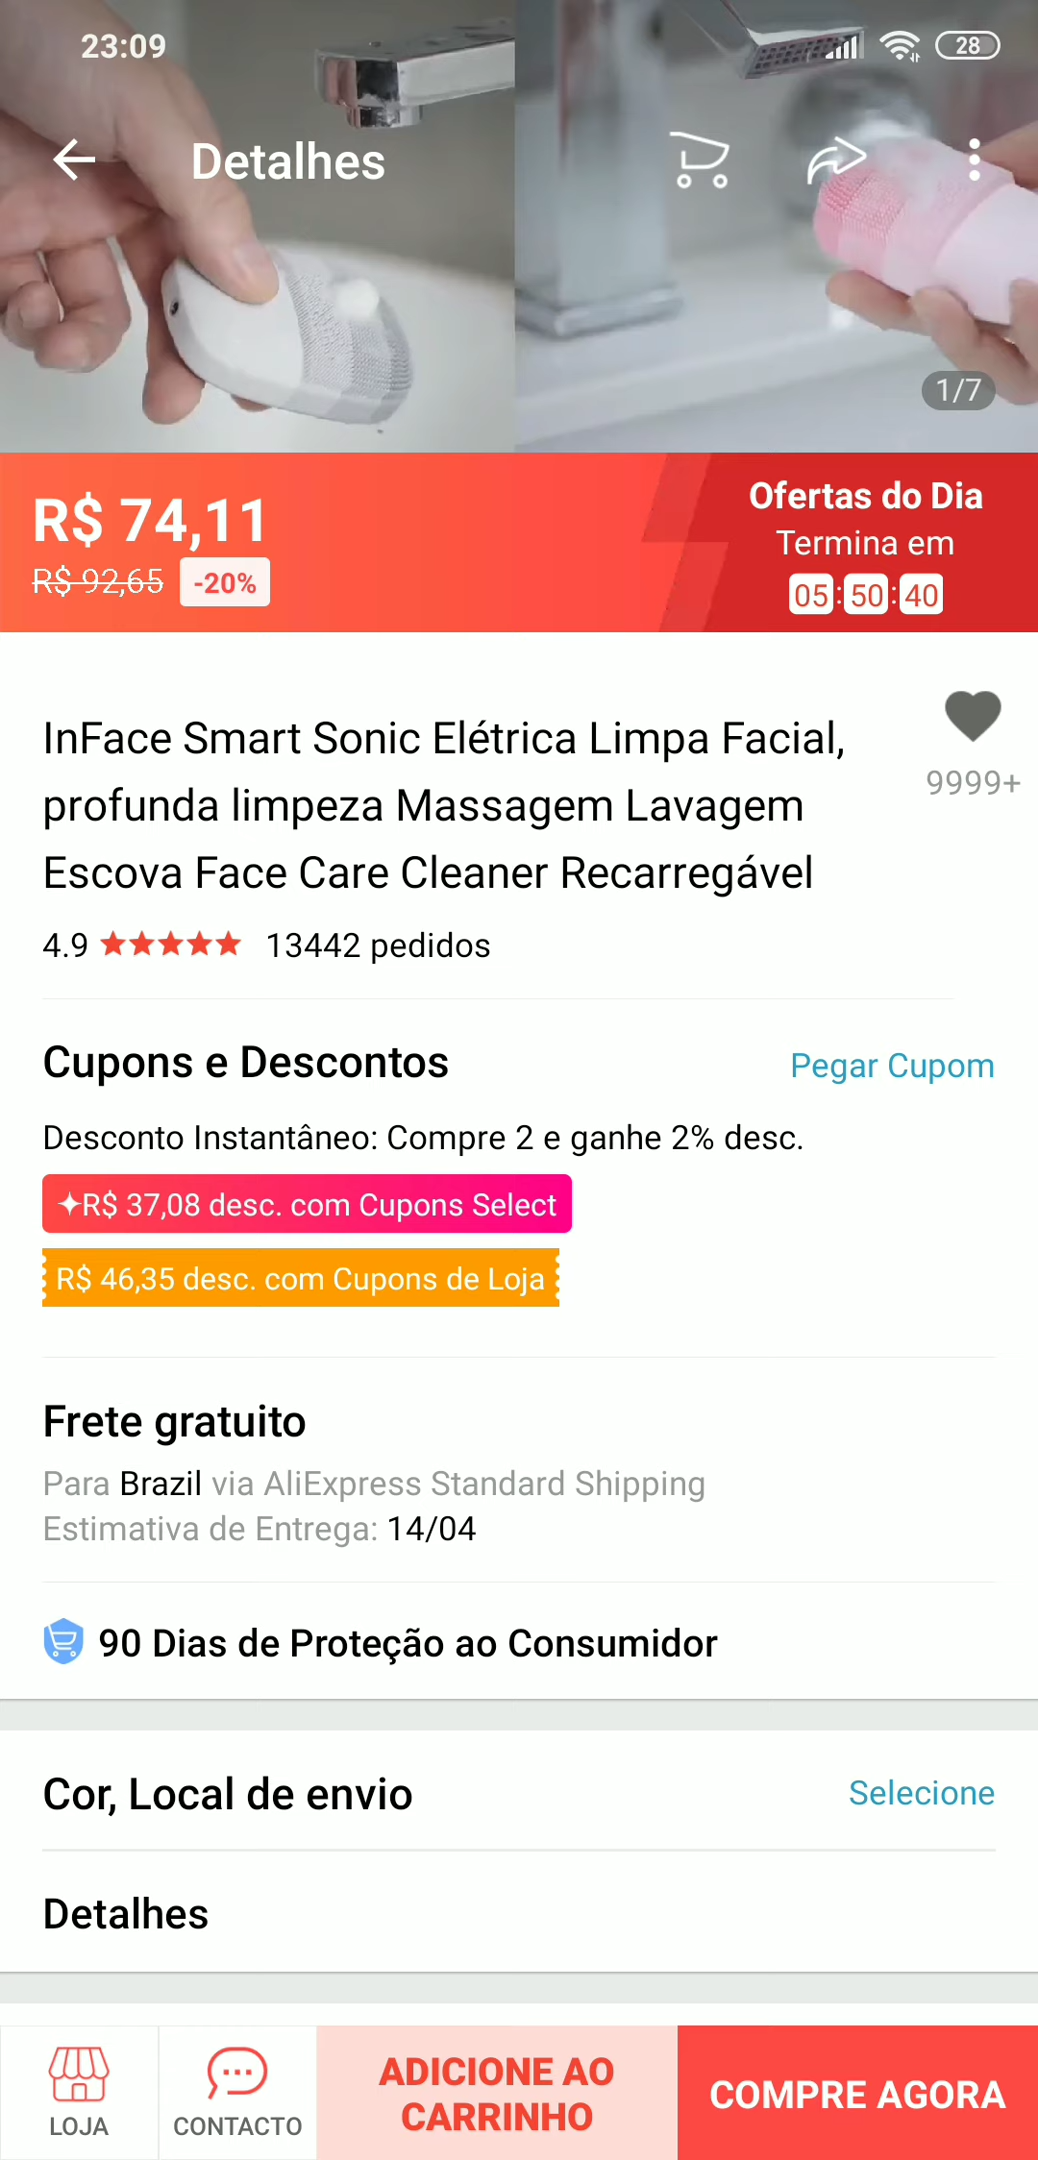 23:09
28
Detalhes
1/7
R$ 74,11
R$ 92,65 -20%
Ofertas do Dia
Termina em
05:50:40
InFace Smart Sonic Elétrica Limpa Facial,
profunda limpeza Massagem Lavagem
Escova Face Care Cleaner Recarregável
9999+
4.9 ★★★★★ 13442 pedidos
Cupons e Descontos
Pegar Cupom
Desconto Instantâneo: Compre 2 e ganhe 2% desc.
✦R$ 37,08 desc. com Cupons Select
R$ 46,35 desc. com Cupons de Loja
Frete gratuito
Para Brazil via AliExpress Standard Shipping
Estimativa de Entrega: 14/04
90 Dias de Proteção ao Consumidor
Cor, Local de envio
Selecione
Detalhes
LOJA
CONTACTO
ADICIONE AO
CARRINHO
COMPRE AGORA